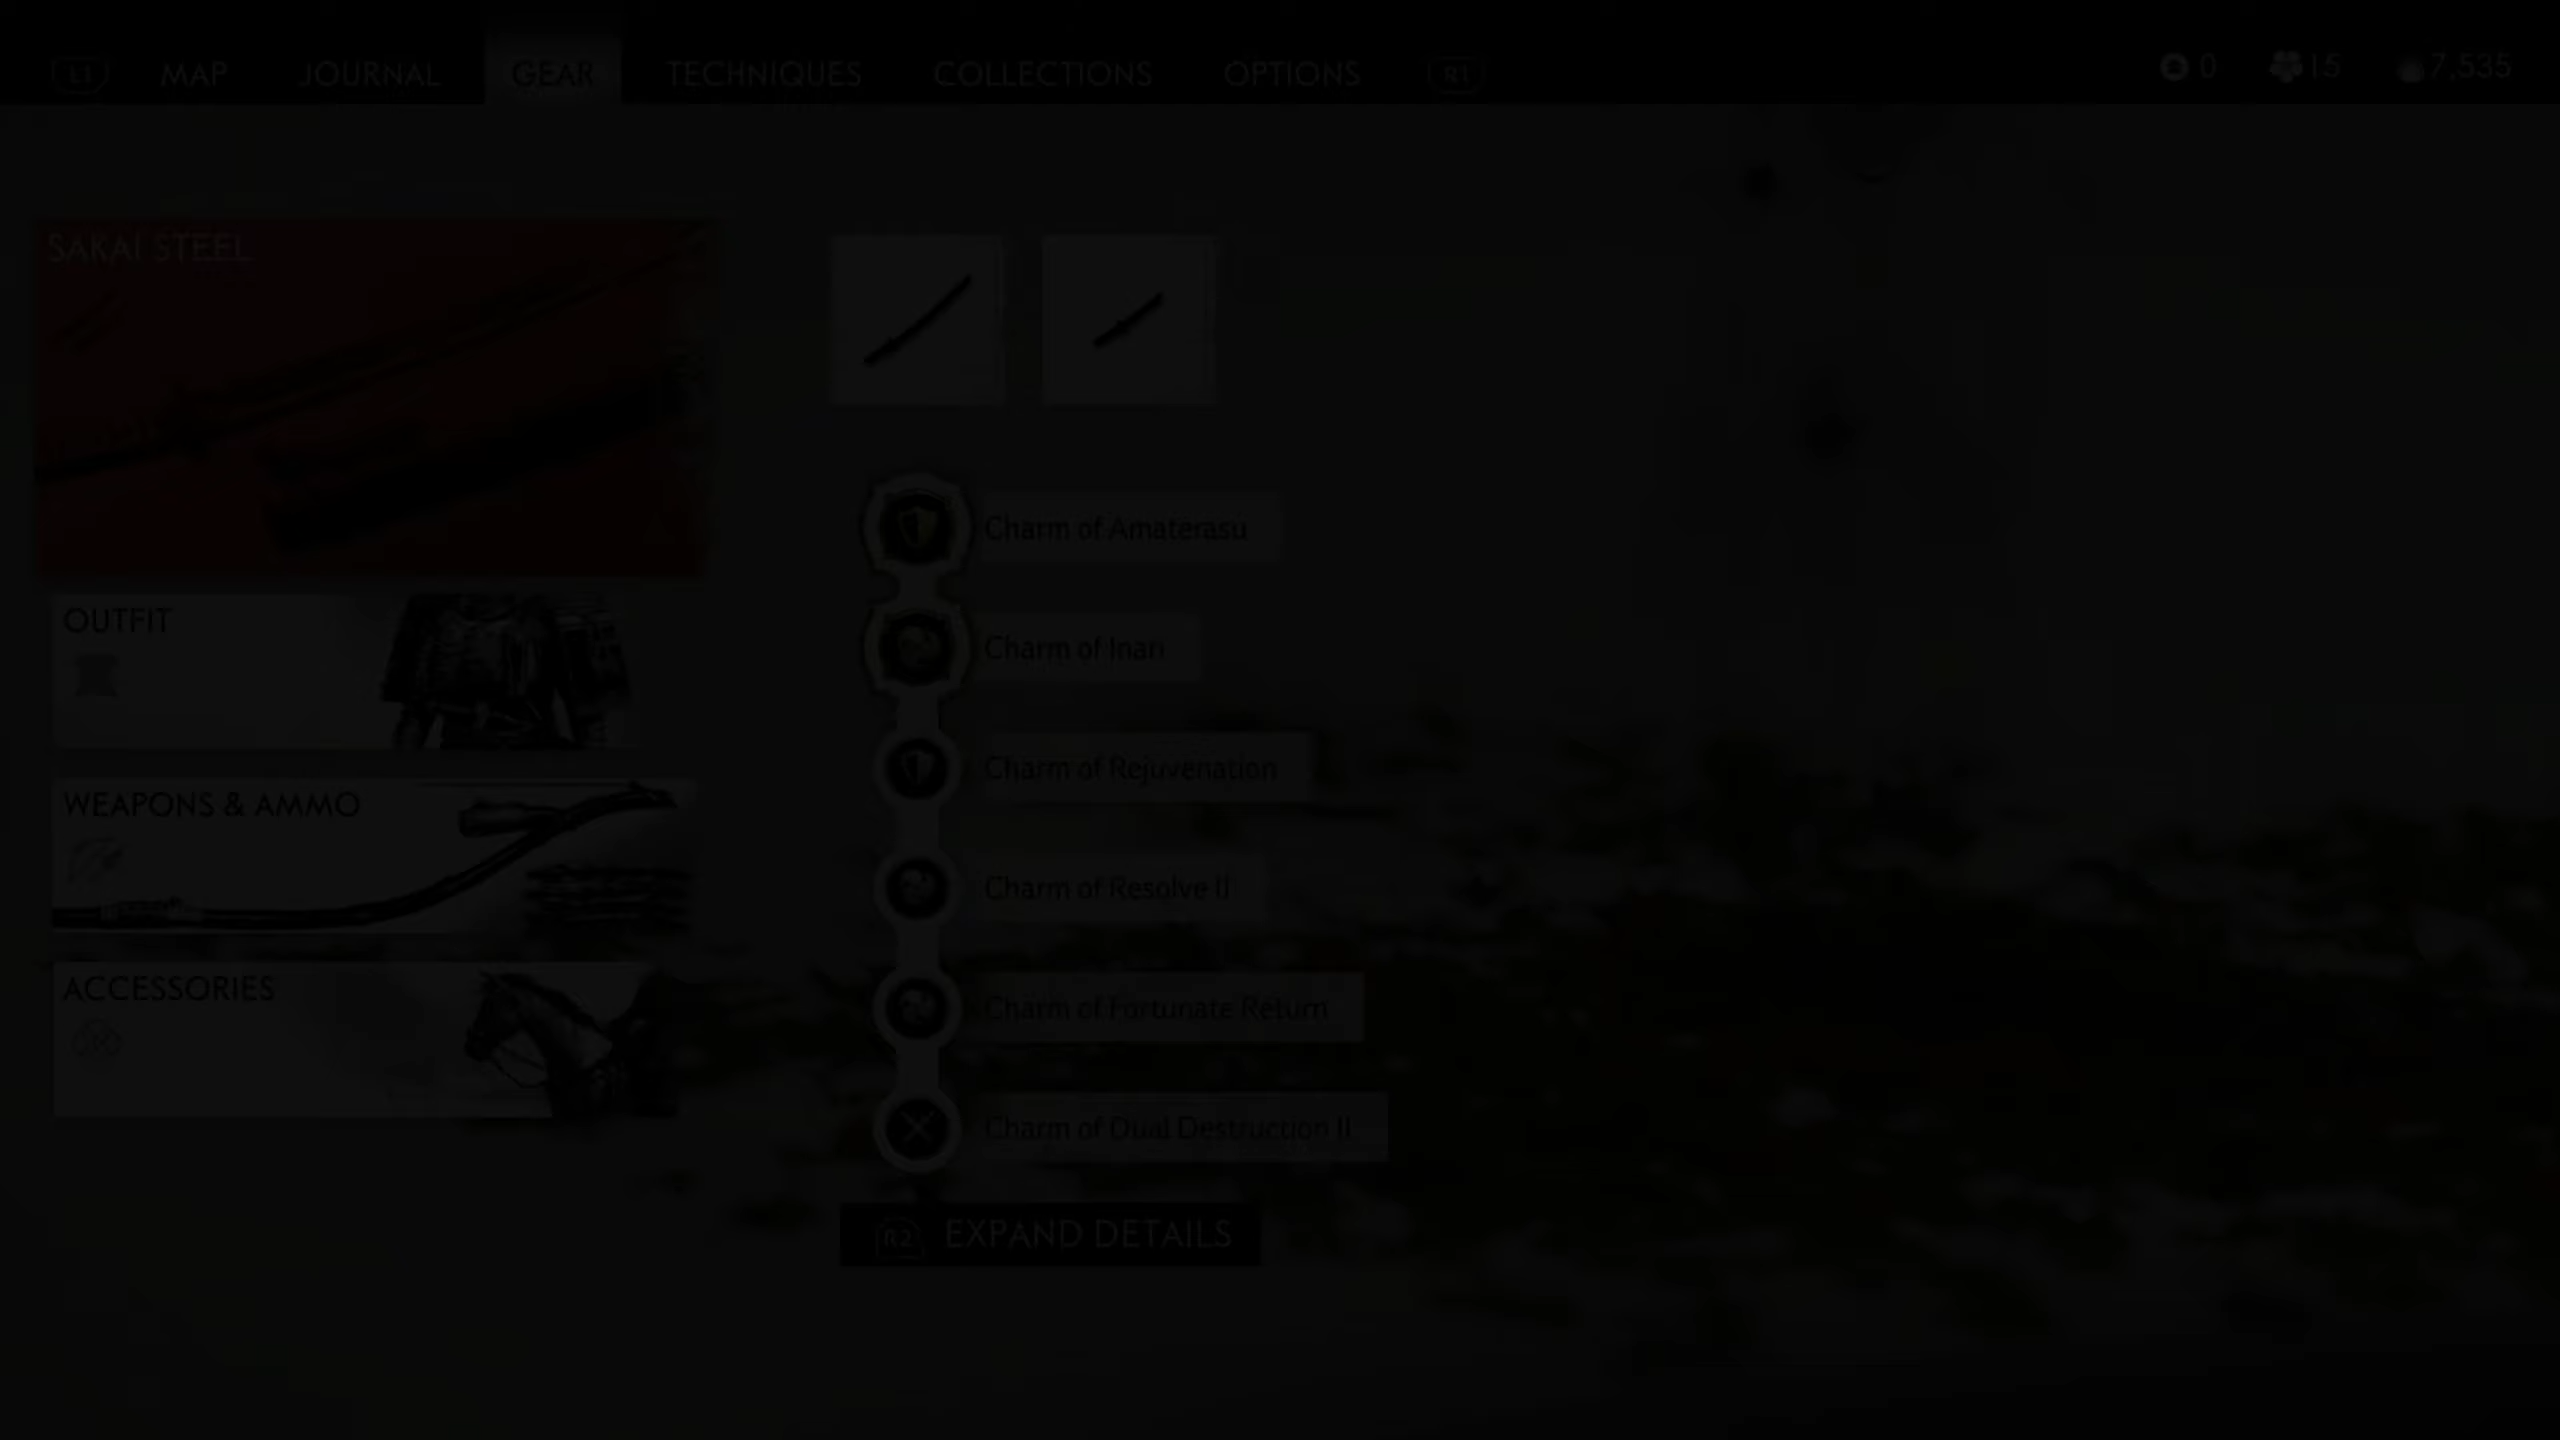 L1 MAP JOURNAL GEAR TECHNIQUES COLLECTIONS OPTIONS R1 0 15 7,535
SAKAI STEEL
OUTFIT
WEAPONS & AMMO
ACCESSORIES
Charm of Amaterasu
Charm of Inari
Charm of Rejuvenation
Charm of Resolve II
Charm of Fortunate Return
Charm of Dual Destruction II
R2 EXPAND DETAILS